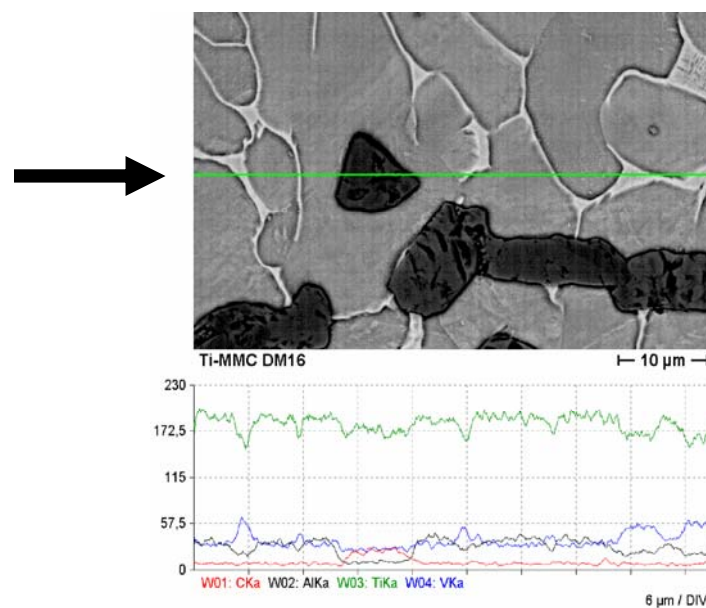 Ti-MMC DM16 10 µm
230
172,5
115
57,5
0
W01: CKa W02: AlKa W03: TiKa W04: VKa
6 µm / DIV